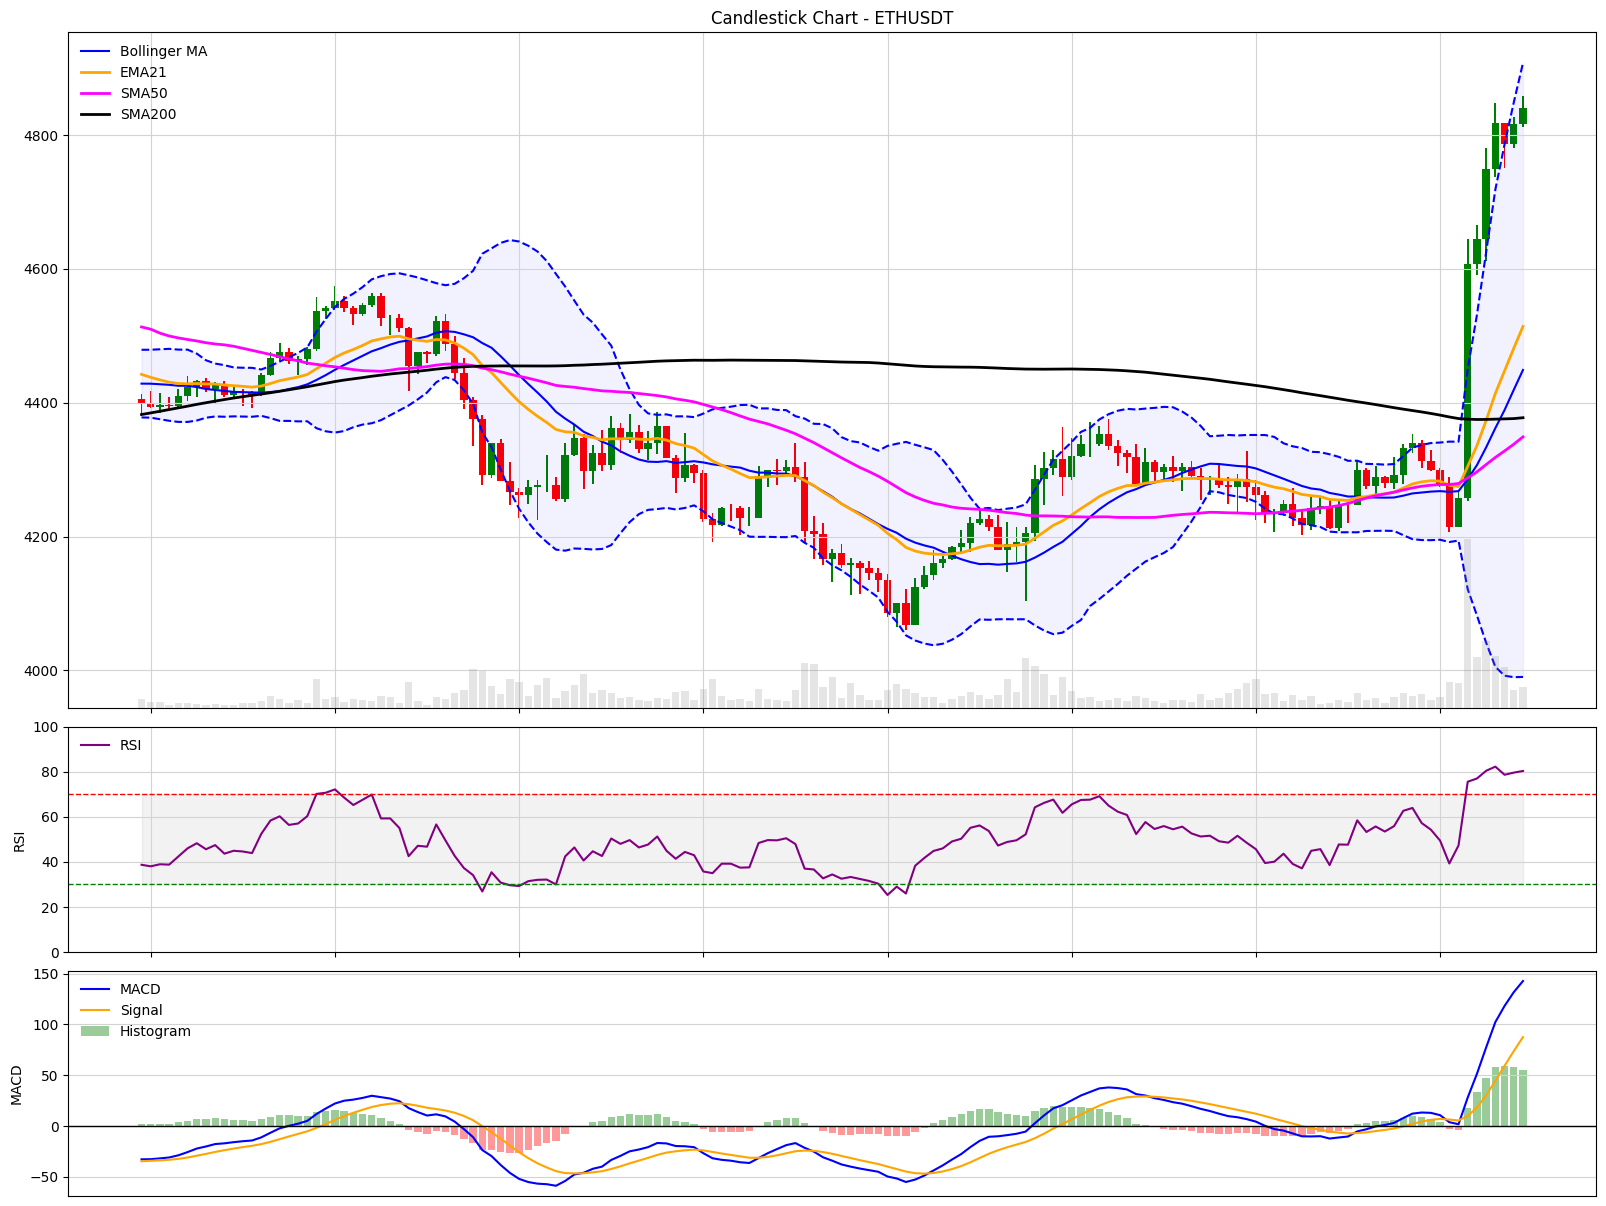 Candlestick Chart - ETHUSDT
Bollinger MA
EMA21
SMA50
SMA200
4800
4600
4400
4200
4000
100
RSI
80
60
RSI
40
20
0
150
MACD
Signal
100
Histogram
50
MACD
0
−50